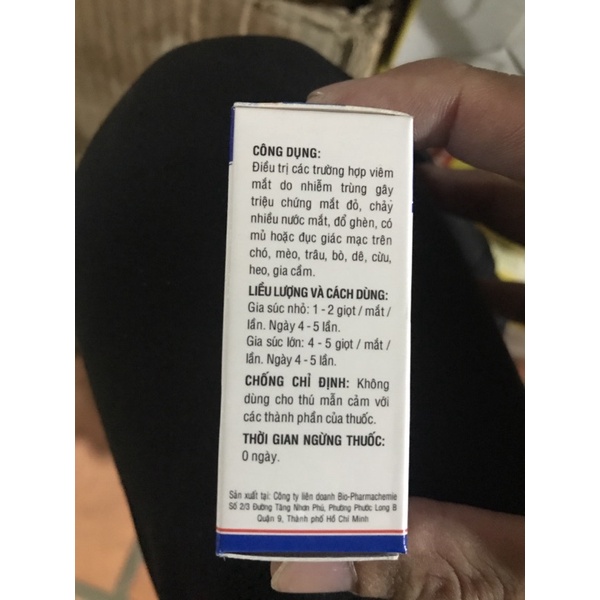 CÔNG DỤNG:
Điều trị các trường hợp viêm
mắt do nhiễm trùng gây
triệu chứng mắt đỏ, chảy
nhiều nước mắt, đổ ghèn, có
mủ hoặc đục giác mạc trên
chó, mèo, trâu, bò, dê, cừu,
heo, gia cầm.
LIỀU LƯỢNG VÀ CÁCH DÙNG:
Gia súc nhỏ: 1 - 2 giọt / mắt /
lần. Ngày 4 - 5 lần.
Gia súc lớn: 4 - 5 giọt / mắt /
lần. Ngày 4 - 5 lần.
CHỐNG CHỈ ĐỊNH: Không
dùng cho thú mẫn cảm với
các thành phần của thuốc.
THỜI GIAN NGỪNG THUỐC:
0 ngày.
Sản xuất tại: Công ty liên doanh Bio-Pharmachemie
Số 2/3 Đường Tăng Nhơn Phú, Phường Phước Long B
Quận 9, Thành phố Hồ Chí Minh